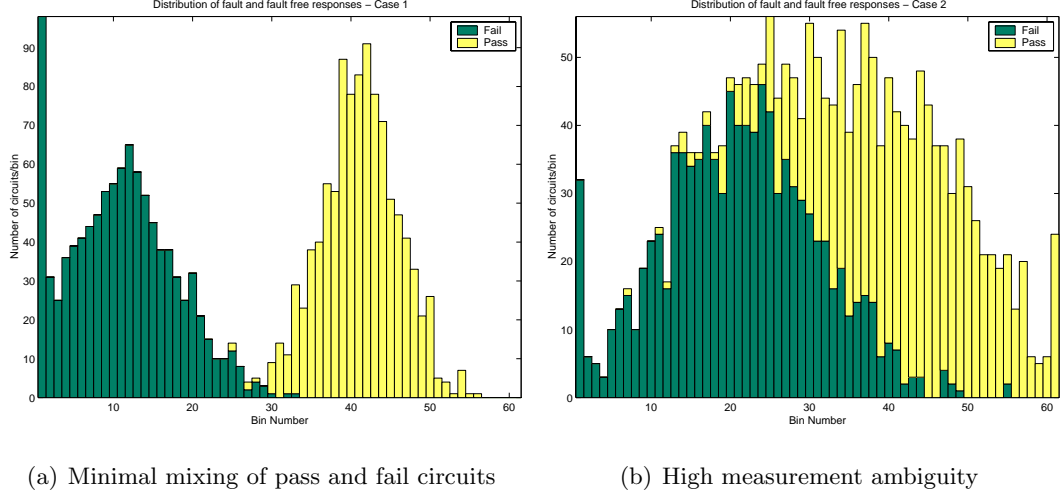 Distribution of fault and fault free responses – Case 1
Fail
Pass
Number of circuits/bin
90
80
70
60
50
40
30
20
10
0
10
20
30
40
50
60
Bin Number
(a) Minimal mixing of pass and fail circuits
Distribution of fault and fault free responses – Case 2
Fail
Pass
Number of circuits/bin
50
40
30
20
10
0
10
20
30
40
50
60
Bin Number
(b) High measurement ambiguity